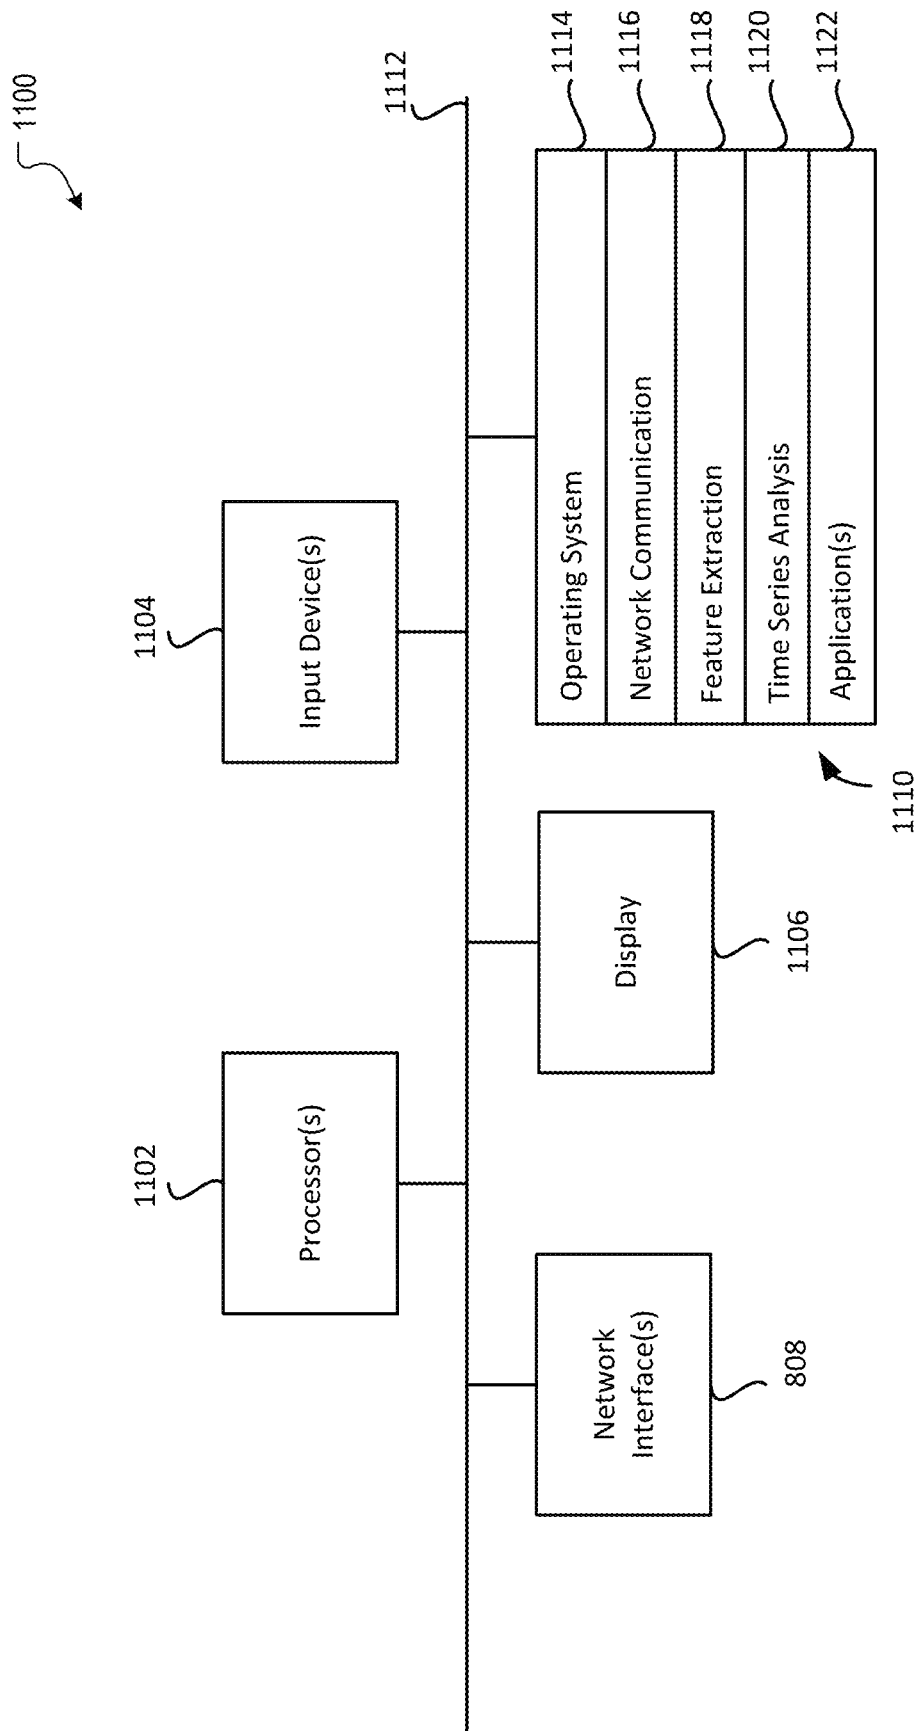 1100
1102
Processor(s)
1104
Input Device(s)
1112
Network
Interface(s)
808
Display
1106
Operating System
1114
Network Communication
1116
Feature Extraction
1118
Time Series Analysis
1120
Application(s)
1122
1110